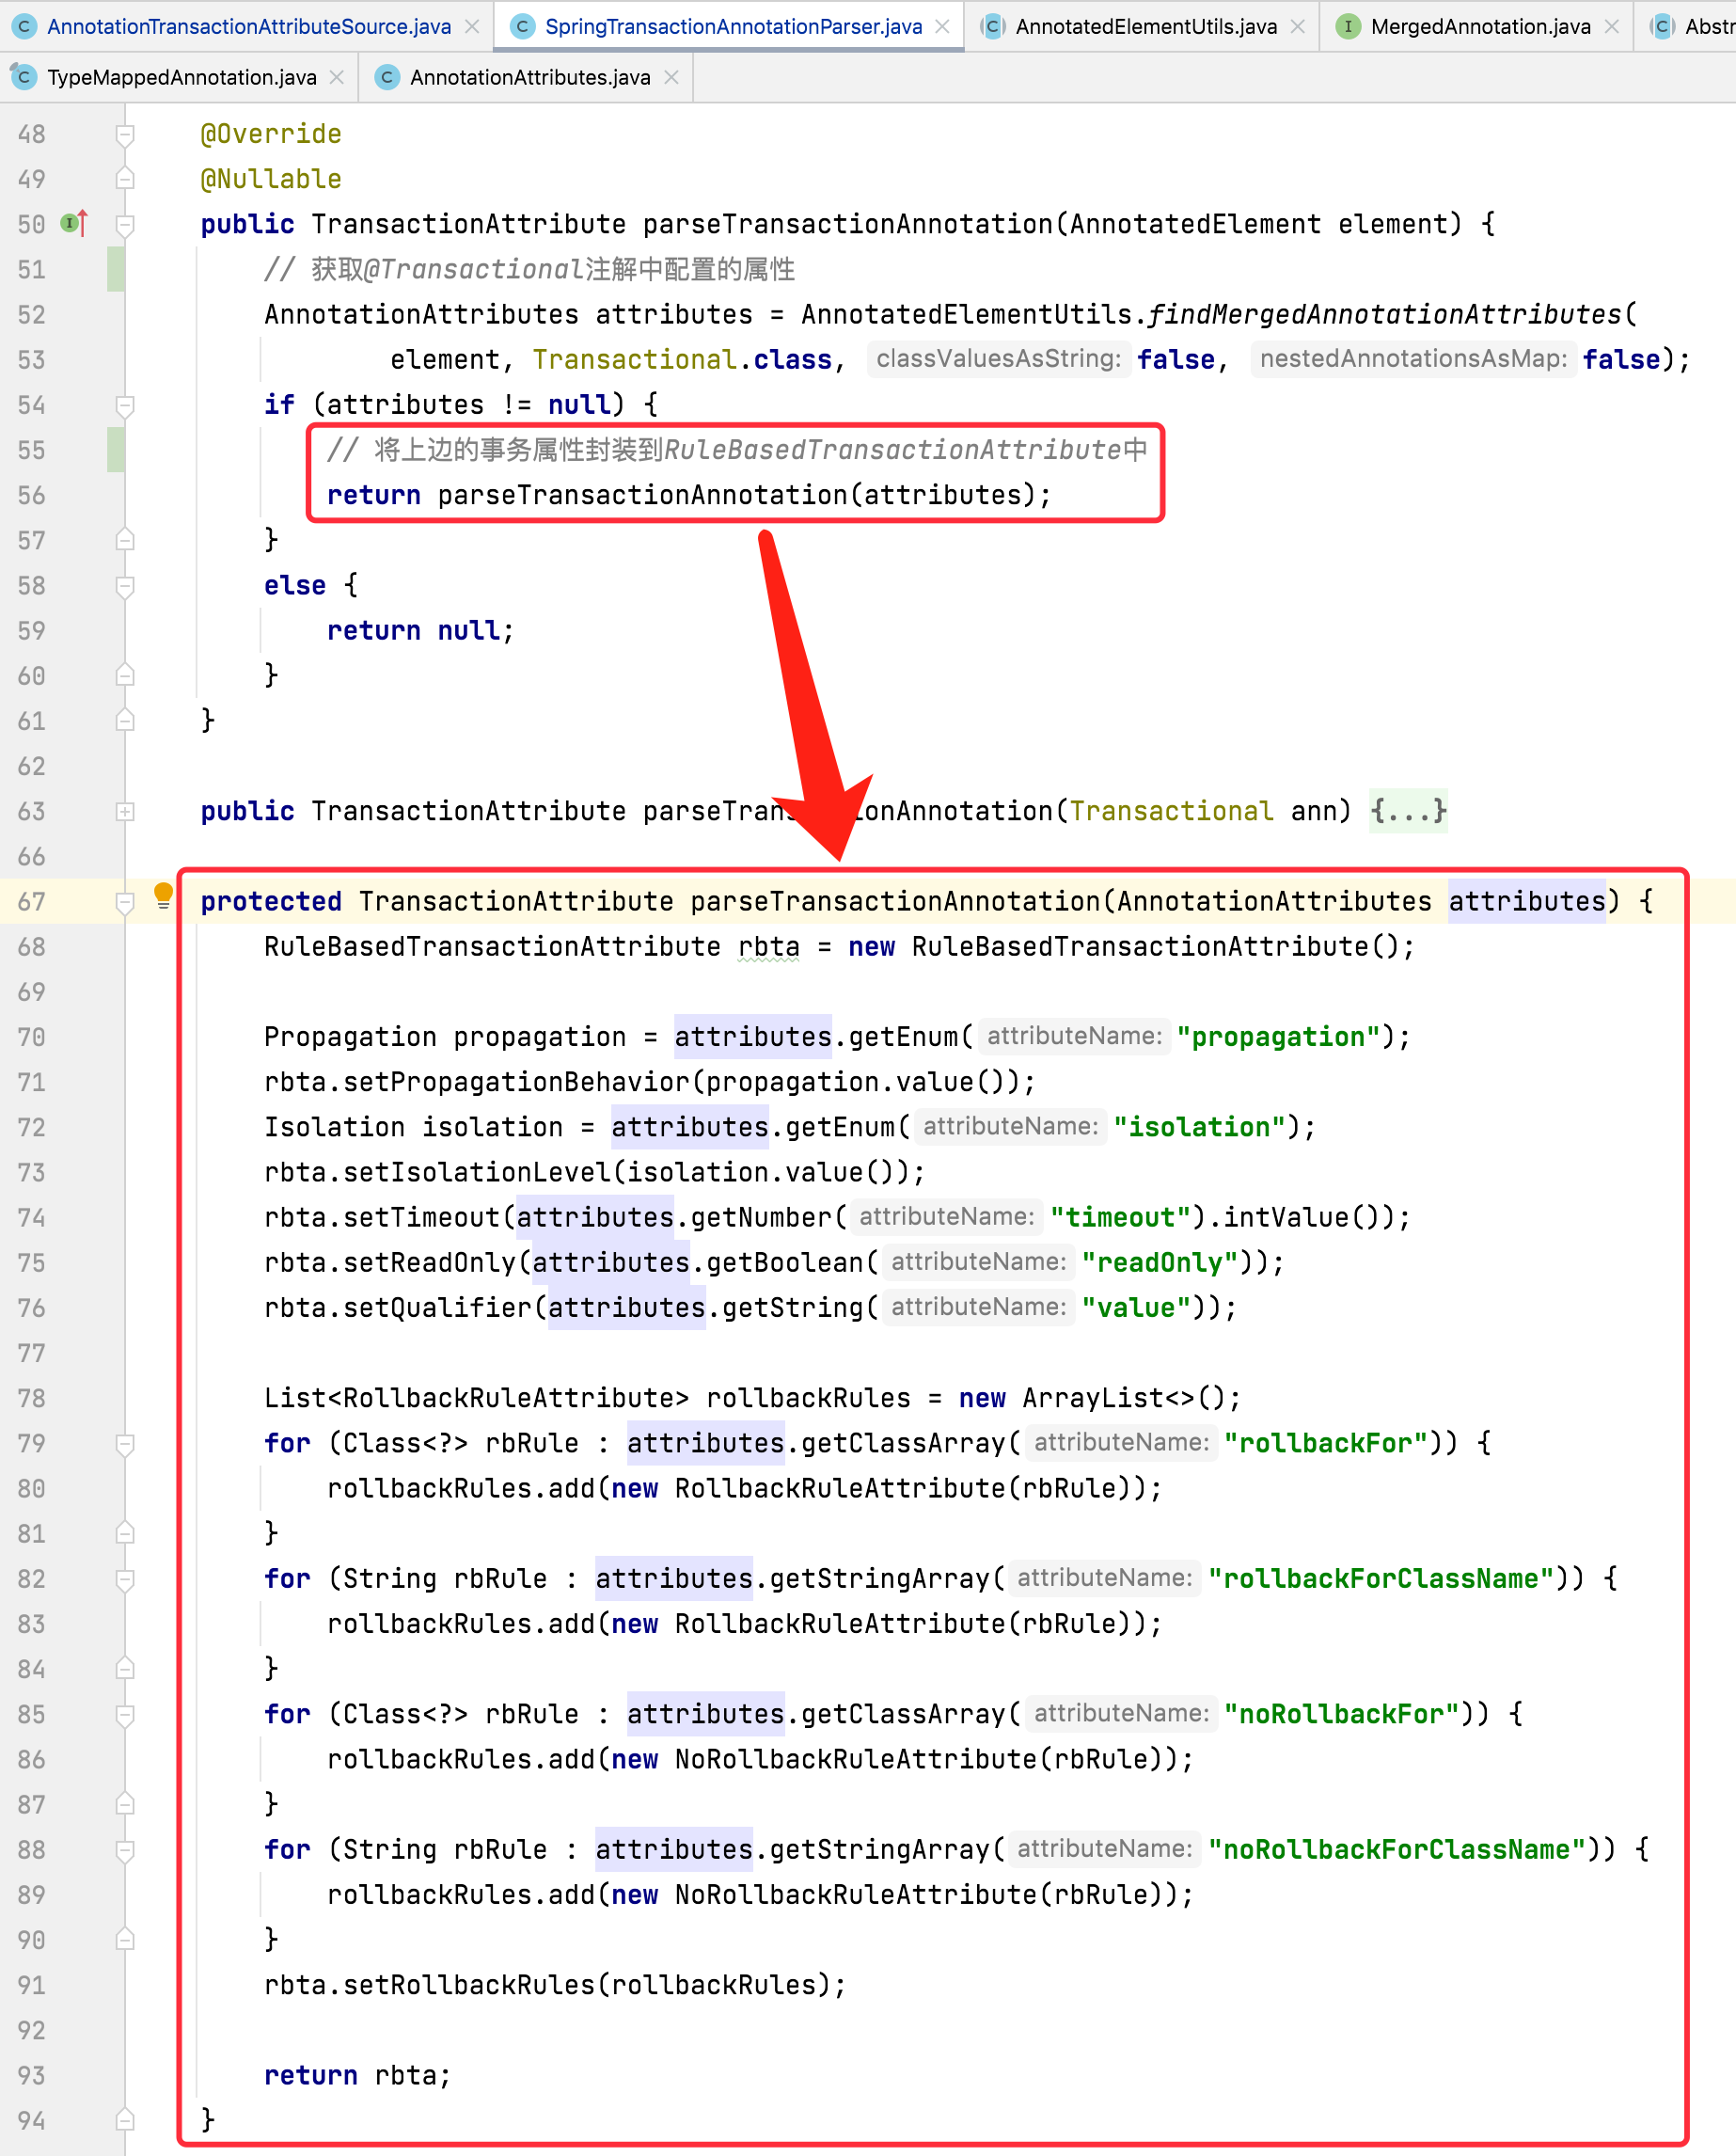 AnnotationTransactionAttributeSource.java SpringTransactionAnnotationParser.java AnnotatedElementUtils.java MergedAnnotation.java Abstr
TypeMappedAnnotation.java AnnotationAttributes.java
48 @Override
49 @Nullable
50 public TransactionAttribute parseTransactionAnnotation(AnnotatedElement element) {
51 // 获取@Transactional注解中配置的属性
52 AnnotationAttributes attributes = AnnotatedElementUtils.findMergedAnnotationAttributes(
53 element, Transactional.class, classValuesAsString: false, nestedAnnotationsAsMap: false);
54 if (attributes != null) {
55 // 将上边的事务属性封装到RuleBasedTransactionAttribute中
56 return parseTransactionAnnotation(attributes);
57 }
58 else {
59 return null;
60 }
61 }
62
63 public TransactionAttribute parseTransactionAnnotation(Transactional ann) {...}
66
67 protected TransactionAttribute parseTransactionAnnotation(AnnotationAttributes attributes) {
68 RuleBasedTransactionAttribute rbta = new RuleBasedTransactionAttribute();
69
70 Propagation propagation = attributes.getEnum( attributeName: "propagation");
71 rbta.setPropagationBehavior(propagation.value());
72 Isolation isolation = attributes.getEnum( attributeName: "isolation");
73 rbta.setIsolationLevel(isolation.value());
74 rbta.setTimeout(attributes.getNumber( attributeName: "timeout").intValue());
75 rbta.setReadOnly(attributes.getBoolean( attributeName: "readOnly"));
76 rbta.setQualifier(attributes.getString( attributeName: "value"));
77
78 List<RollbackRuleAttribute> rollbackRules = new ArrayList<>();
79 for (Class<?> rbRule : attributes.getClassArray( attributeName: "rollbackFor")) {
80 rollbackRules.add(new RollbackRuleAttribute(rbRule));
81 }
82 for (String rbRule : attributes.getStringArray( attributeName: "rollbackForClassName")) {
83 rollbackRules.add(new RollbackRuleAttribute(rbRule));
84 }
85 for (Class<?> rbRule : attributes.getClassArray( attributeName: "noRollbackFor")) {
86 rollbackRules.add(new NoRollbackRuleAttribute(rbRule));
87 }
88 for (String rbRule : attributes.getStringArray( attributeName: "noRollbackForClassName")) {
89 rollbackRules.add(new NoRollbackRuleAttribute(rbRule));
90 }
91 rbta.setRollbackRules(rollbackRules);
92
93 return rbta;
94 }